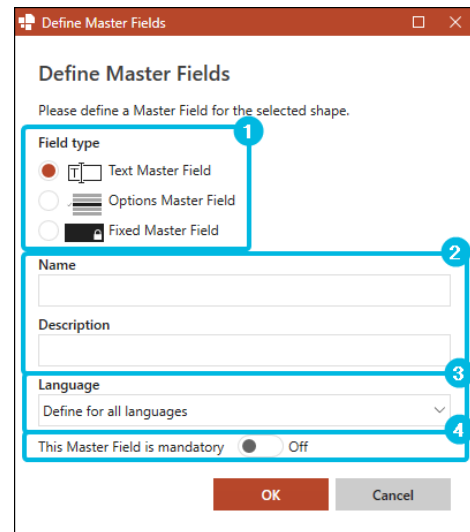 Define Master Fields
Define Master Fields
Please define a Master Field for the selected shape.
1
Field type
T Text Master Field
Options Master Field
Fixed Master Field
2
Name
Description
3
Language
Define for all languages
4
This Master Field is mandatory Off
OK Cancel